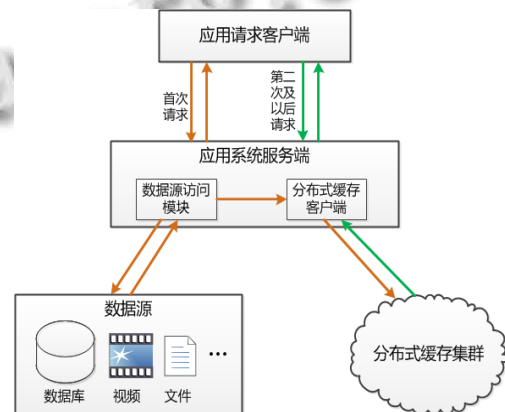 应用请求客户端
首次
请求
第二
次及
以后
请求
应用系统服务端
数据源访问
模块
分布式缓存
客户端
数据源
数据库
视频
文件
...
分布式缓存集群